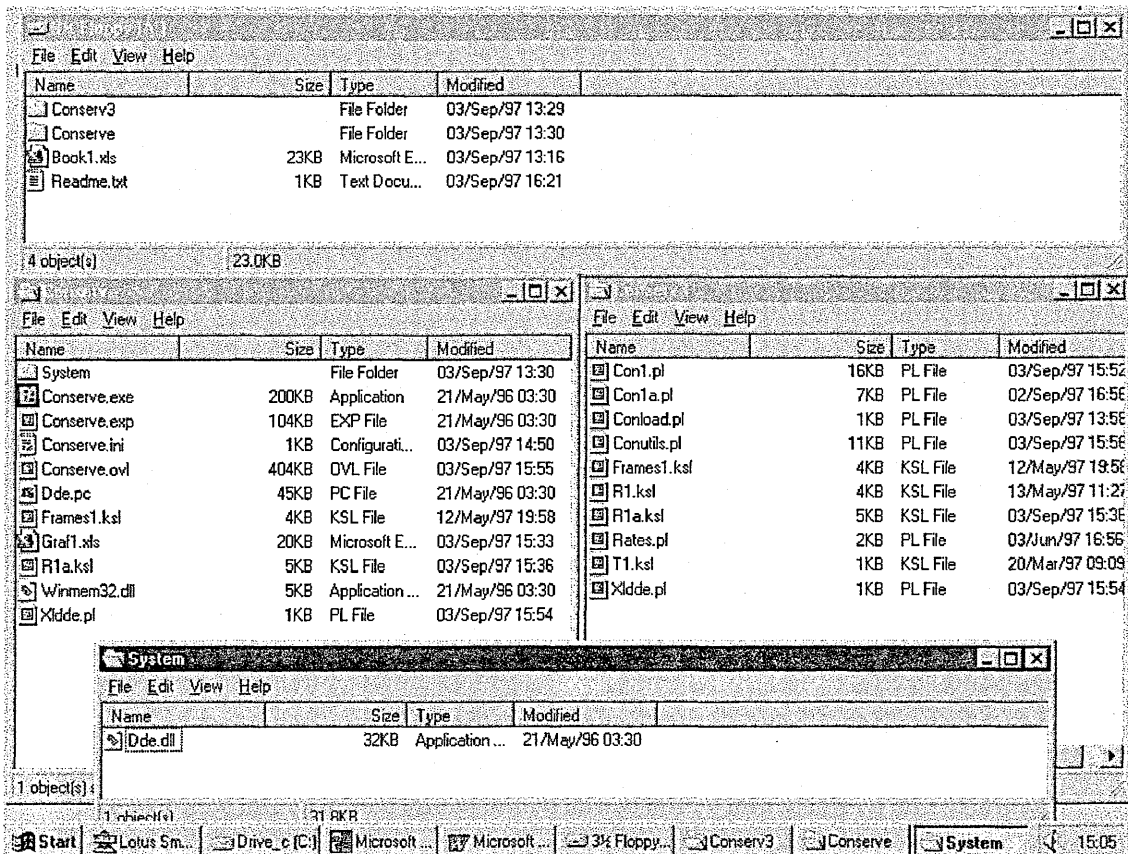 File Edit View Help
Name Size Type Modified
Conserv3 File Folder 03/Sep/97 13:29
Conserve File Folder 03/Sep/97 13:30
Book1.xls 23KB Microsoft E... 03/Sep/97 13:16
Readme.txt 1KB Text Docu... 03/Sep/97 16:21
4 object(s) 23.0KB
File Edit View Help
Name Size Type Modified
System File Folder 03/Sep/97 13:30
Conserve.exe 200KB Application 21/May/96 03:30
Conserve.exp 104KB EXP File 21/May/96 03:30
Conserve.ini 1KB Configurati... 03/Sep/97 14:50
Conserve.ovl 404KB OVL File 03/Sep/97 15:55
Dde.pc 45KB PC File 21/May/96 03:30
Frames1.ksl 4KB KSL File 12/May/97 19:58
Graf1.xls 20KB Microsoft E... 03/Sep/97 15:33
R1a.ksl 5KB KSL File 03/Sep/97 15:36
Winmem32.dll 5KB Application ... 21/May/96 03:30
Xldde.pl 1KB PL File 03/Sep/97 15:54
1 object(s)
File Edit View Help
Name Size Type Modified
Con1.pl 16KB PL File 03/Sep/97 15:52
Con1a.pl 7KB PL File 02/Sep/97
Conload.pl 1KB PL File 03/Sep/97
Conutils.pl 11KB PL File 03/Sep/97
Frames1.ksl 4KB KSL File 12/May/97
R1.ksl 4KB KSL File 13/May/97 11:27
R1a.ksl 5KB KSL File 03/Sep/97
Rates.pl 2KB PL File 03/Jun/97 16:56
T1.ksl 1KB KSL File 20/Mar/97 09:09
Xldde.pl 1KB PL File 03/Sep/97 15:54
System
File Edit View Help
Name Size Type Modified
Dde.dll 32KB Application ... 21/May/96 03:30
1 object(s) 31.8KB
Start Lotus Sm... Drive_c (C:) Microsoft ... Microsoft ... 3½ Floppy... Conserv3 Conserve System 15:05